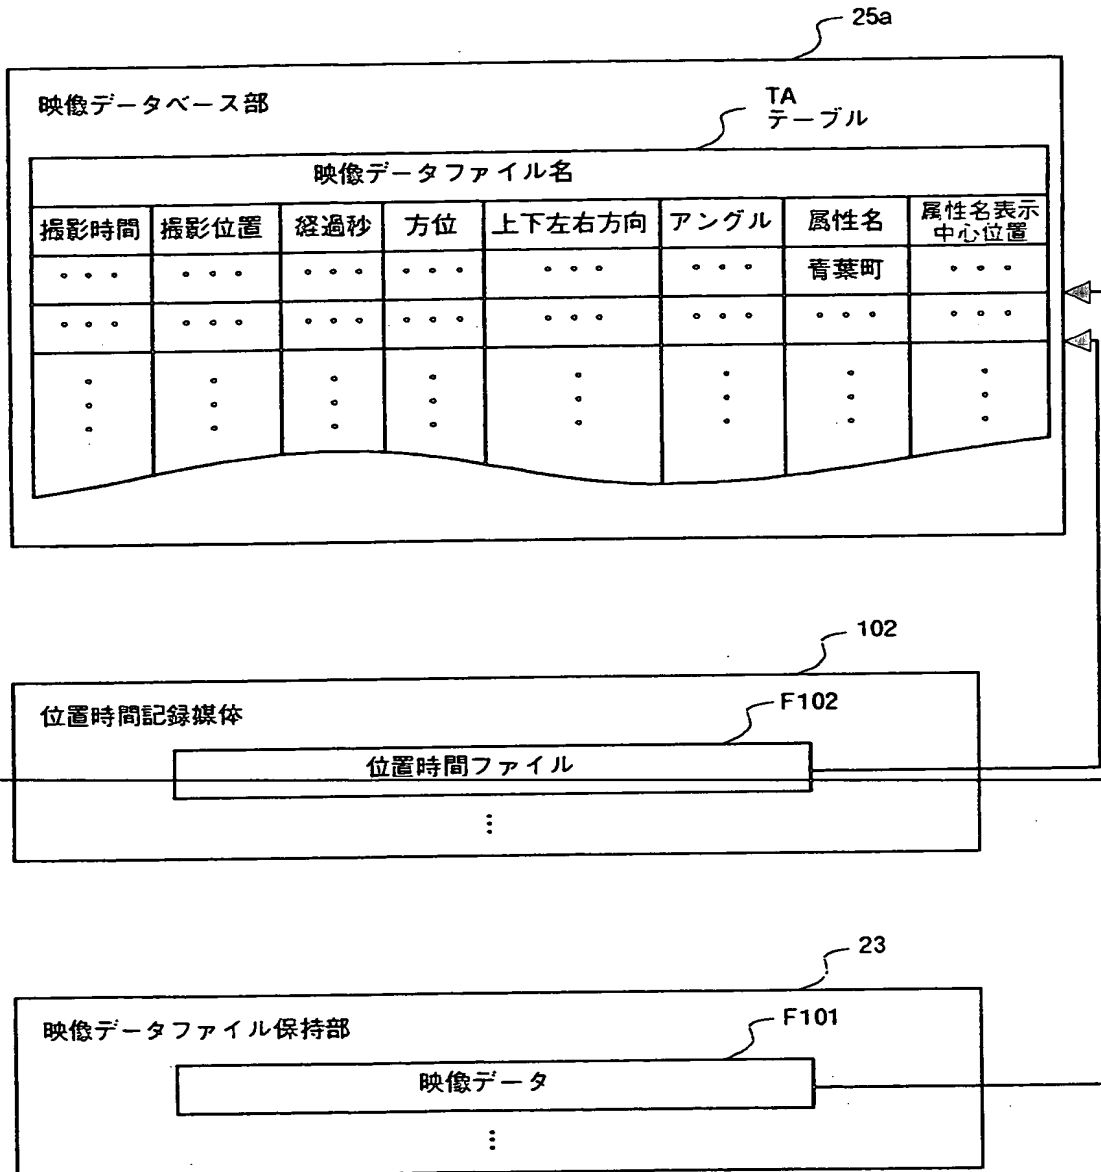 25a
映像データベース部
TA
テーブル
映像データファイル名
撮影時間 撮影位置 経過秒 方位 上下左右方向 アングル 属性名 属性名表示
中心位置
。。。 。。。 。。。 。。。 。。。 。。。 青葉町 。。。
。。。 。。。 。。。 。。。 。。。 。。。 。。。 。。。
102
位置時間記録媒体
F102
位置時間ファイル
⋮
23
映像データファイル保持部
F101
映像データ
⋮